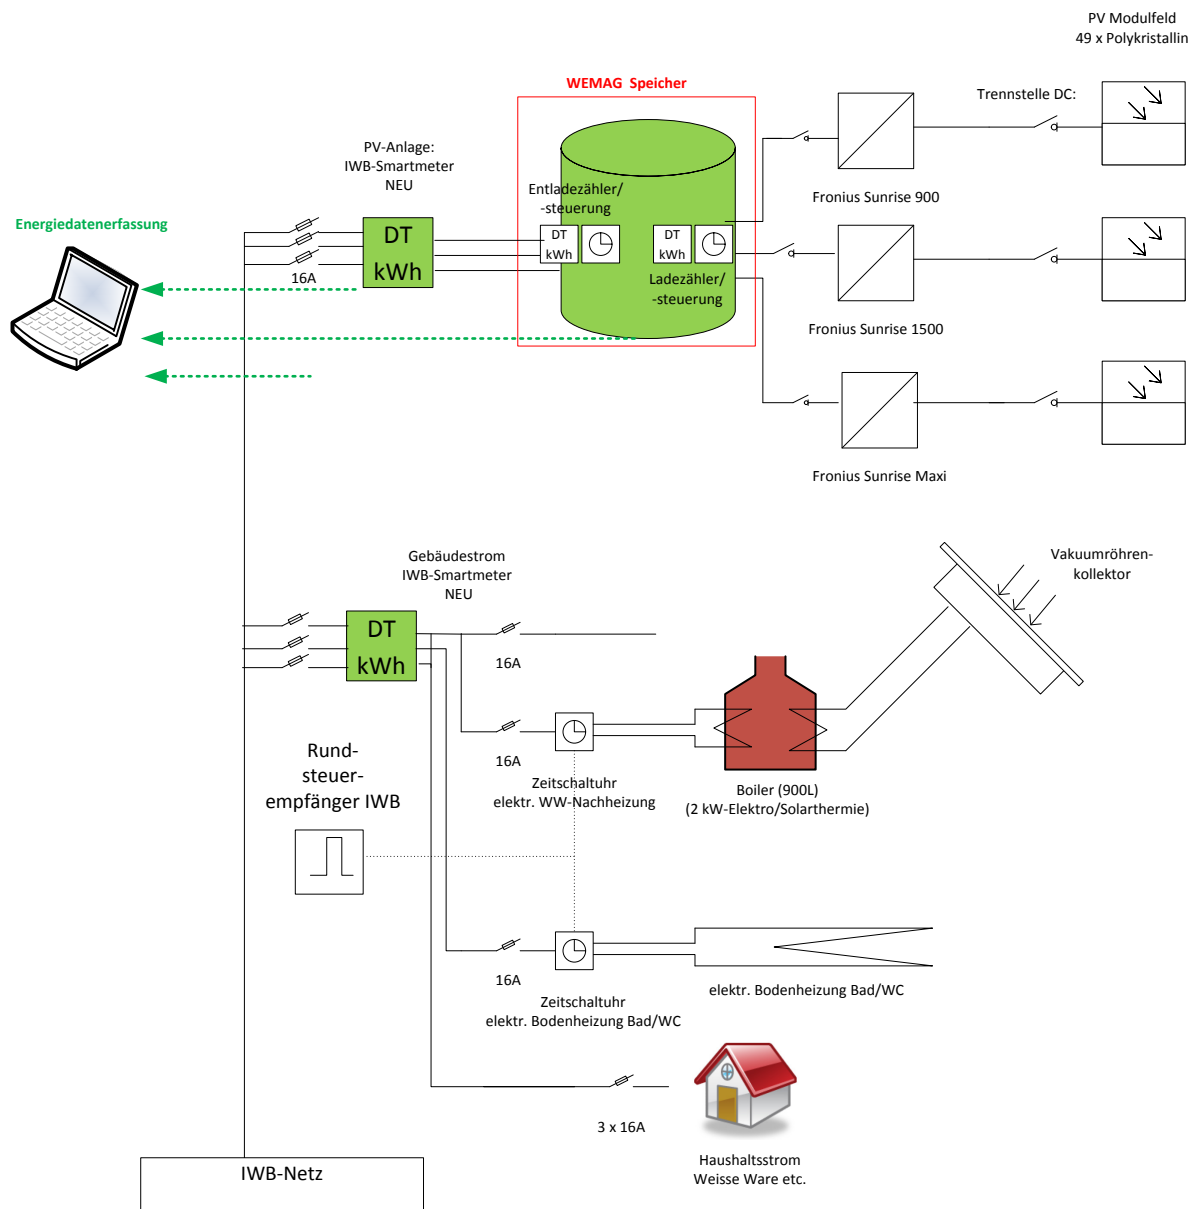 PV Modulfeld
49 x Polykristallin
WEMAG  Speicher
Trennstelle DC:
PV-Anlage:
IWB-Smartmeter
NEU
Entladezähler/
-steuerung
Fronius Sunrise 900
Energiedatenerfassung
DT
kWh
DT
kWh
DT
kWh
16A
Ladezähler/
-steuerung
Fronius Sunrise 1500
Fronius Sunrise Maxi
Gebäudestrom
IWB-Smartmeter
NEU
Vakuumröhren-
kollektor
DT
kWh
16A
Rund-
steuer-
empfänger IWB
16A
Zeitschaltuhr
elektr. WW-Nachheizung
Boiler (900L)
(2 kW-Elektro/Solarthermie)
16A
Zeitschaltuhr
elektr. Bodenheizung Bad/WC
elektr. Bodenheizung Bad/WC
3 x 16A
Haushaltsstrom
Weisse Ware etc.
IWB-Netz